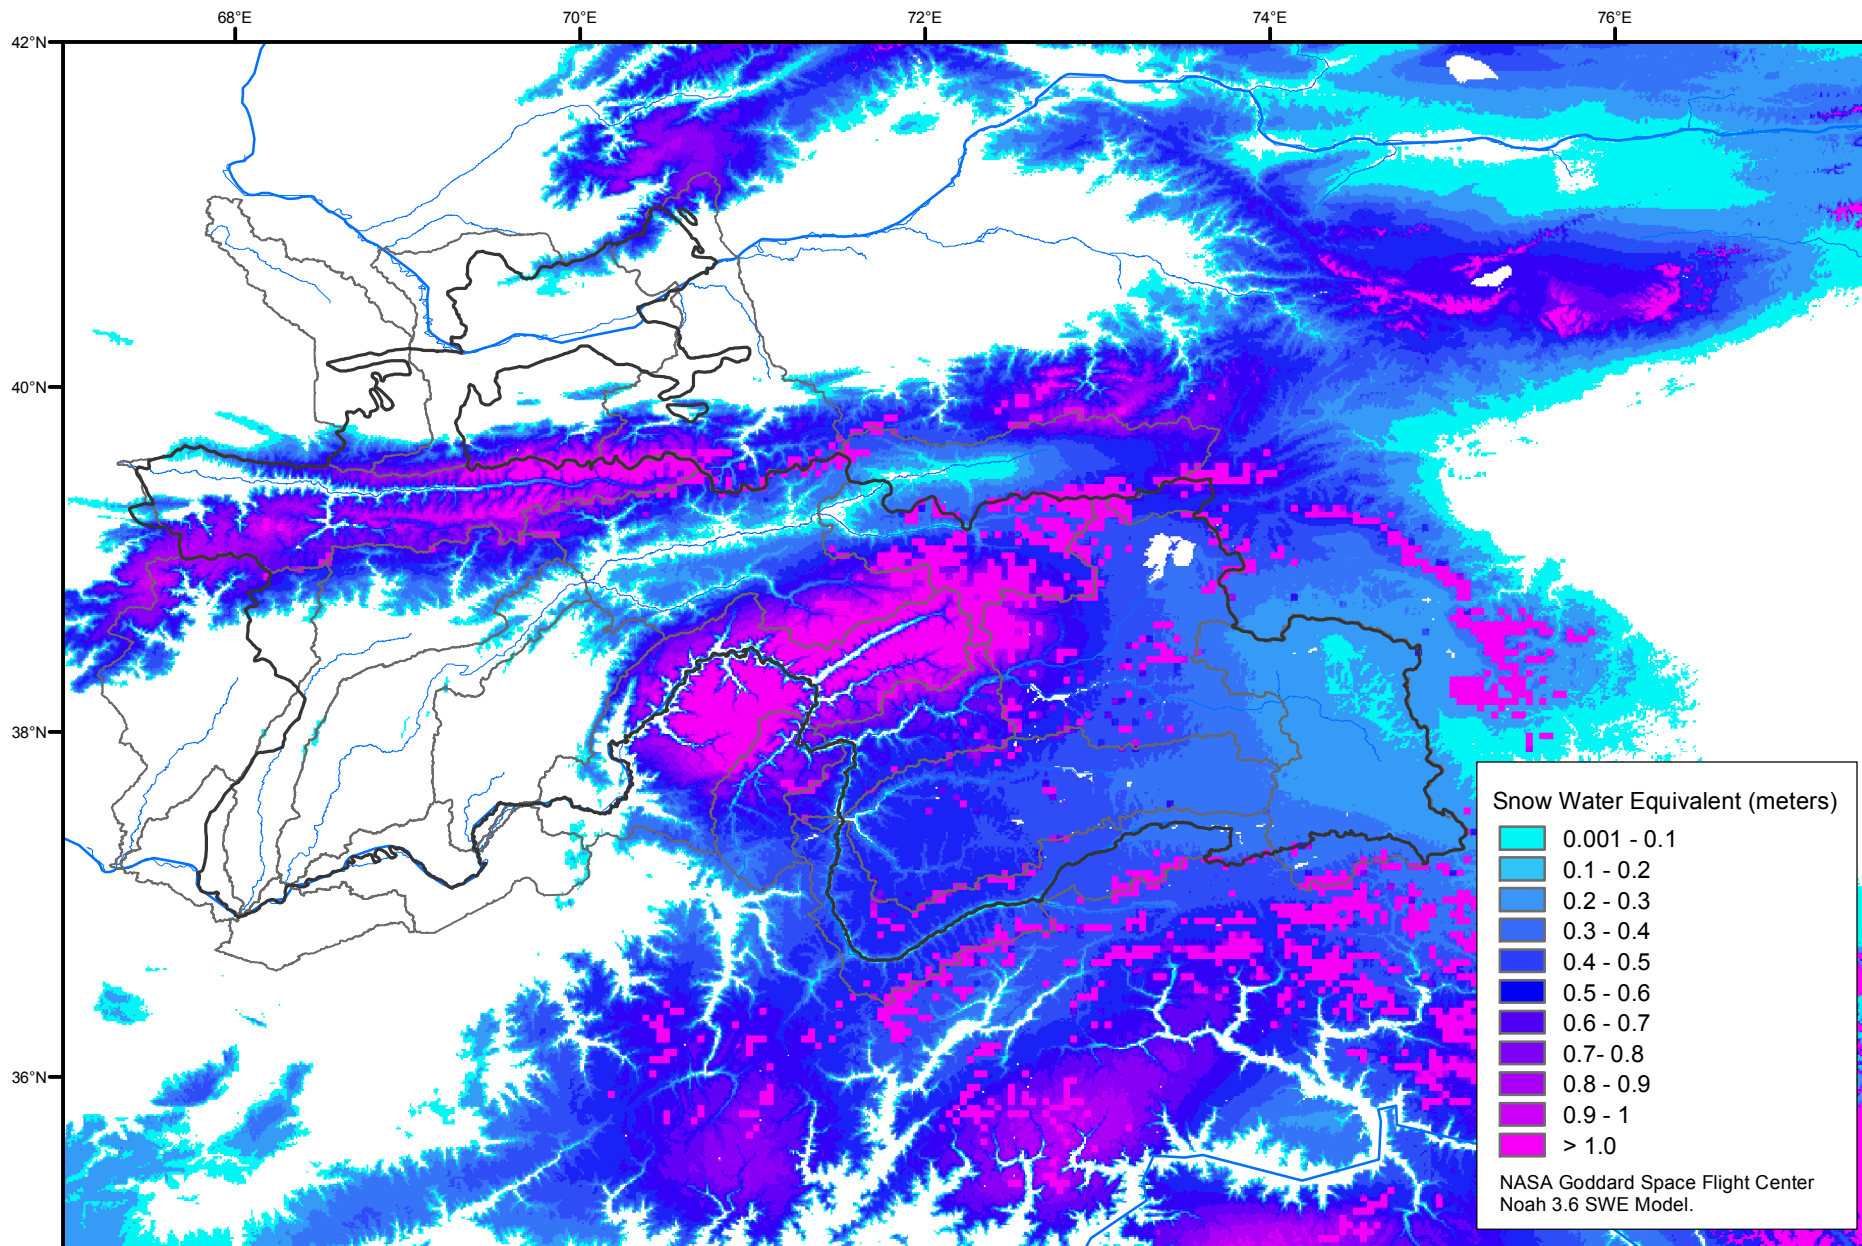 68°E 70°E 72°E 74°E 76°E
42°N
40°N
38°N
36°N
Snow Water Equivalent (meters)
0.001 - 0.1
0.1 - 0.2
0.2 - 0.3
0.3 - 0.4
0.4 - 0.5
0.5 - 0.6
0.6 - 0.7
0.7- 0.8
0.8 - 0.9
0.9 - 1
> 1.0
NASA Goddard Space Flight Center
Noah 3.6 SWE Model.